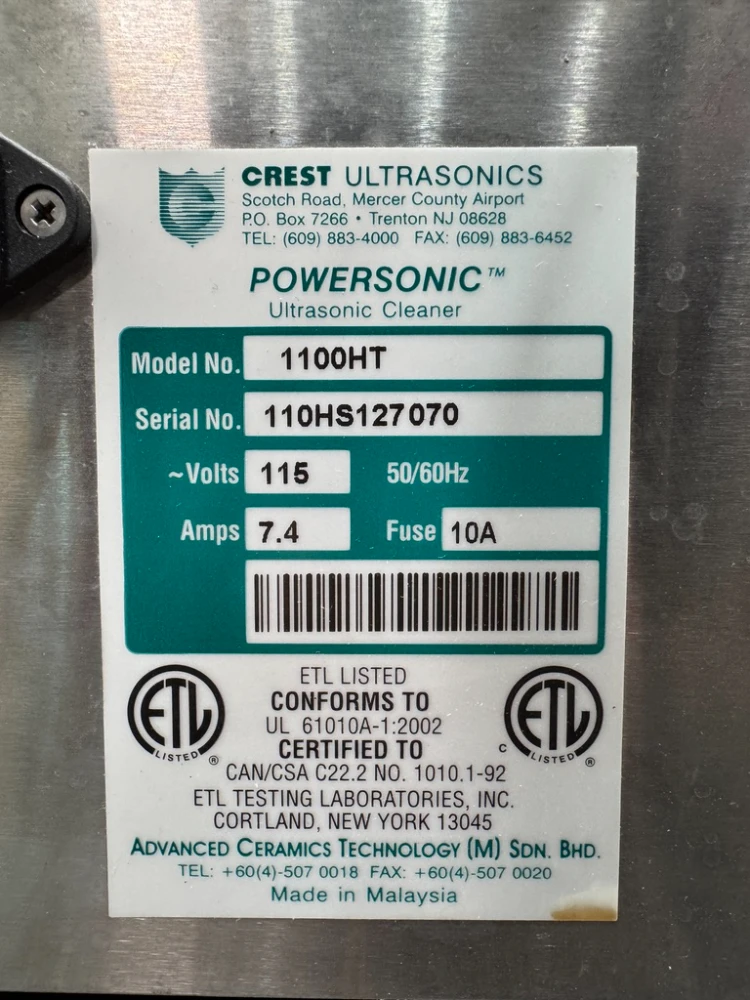 CREST ULTRASONICS
Scotch Road, Mercer County Airport
P.O. Box 7266 • Trenton NJ 08628
TEL: (609) 883-4000 FAX: (609) 883-6452
POWERSONIC™
Ultrasonic Cleaner
Model No. 1100HT
Serial No. 110HS127070
~Volts 115 50/60Hz
Amps 7.4 Fuse 10A
ETL LISTED
CONFORMS TO
UL 61010A-1:2002
CERTIFIED TO
CAN/CSA C22.2 NO. 1010.1-92
ETL TESTING LABORATORIES, INC.
CORTLAND, NEW YORK 13045
ETL LISTED ®
C ETL LISTED ®
ADVANCED CERAMICS TECHNOLOGY (M) SDN. BHD.
TEL: +60(4)-507 0018 FAX: +60(4)-507 0020
Made in Malaysia